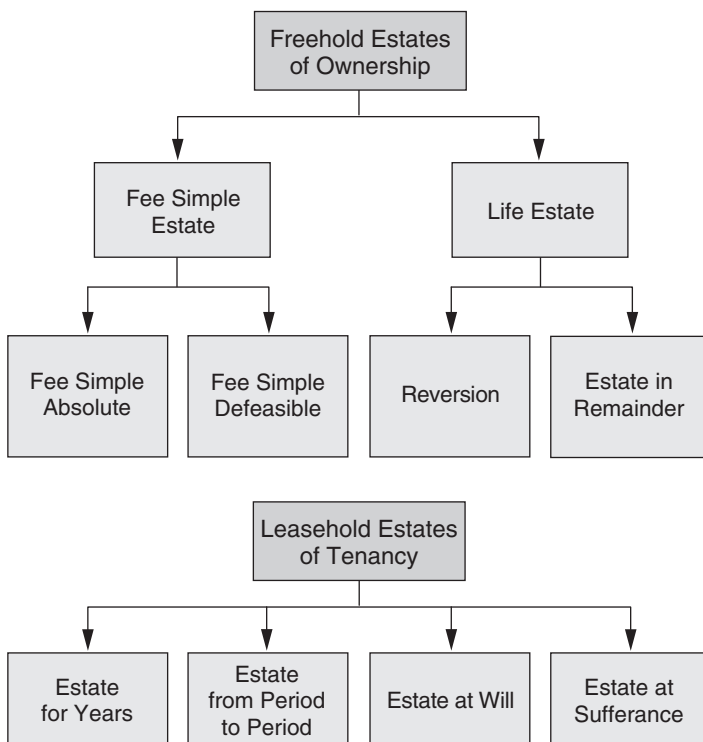 Freehold Estates
of Ownership
Fee Simple
Estate
Life Estate
Fee Simple
Absolute
Fee Simple
Defeasible
Reversion
Estate in
Remainder
Leasehold Estates
of Tenancy
Estate
for Years
Estate
from Period
to Period
Estate at Will
Estate at
Sufferance